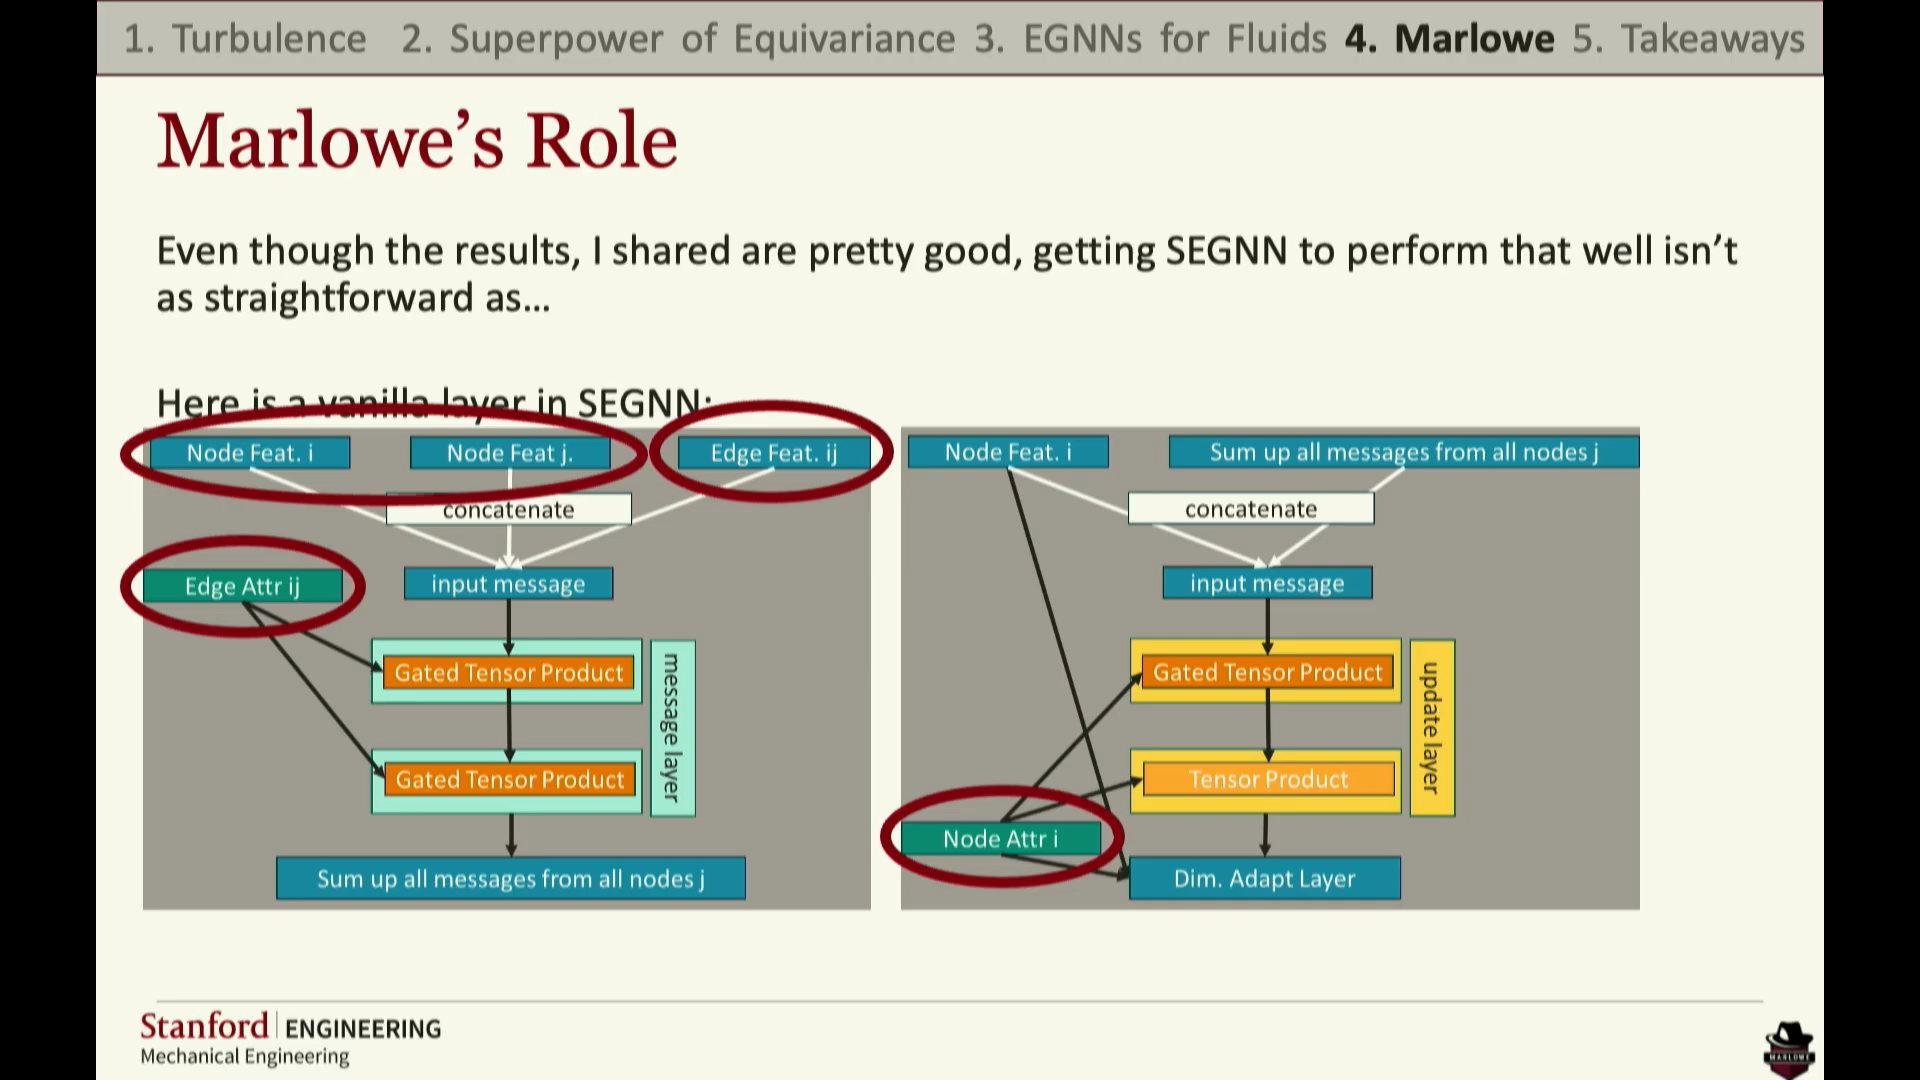 1. Turbulence 2. Superpower of Equivariance 3. EGNNs for Fluids 4. Marlowe 5. Takeaways
Marlowe's Role
Even though the results, I shared are pretty good, getting SEGNN to perform that well isn't
as straightforward as...
Here is a vanilla layer in SEGNN:
Node Feat. i
Node Feat j.
Edge Feat. ij
concatenate
Edge Attr ij
input message
Gated Tensor Product
Gated Tensor Product
message layer
Sum up all messages from all nodes j
Node Feat. i
Sum up all messages from all nodes j
concatenate
input message
Gated Tensor Product
Tensor Product
update layer
Node Attr i
Dim. Adapt Layer
Stanford ENGINEERING
Mechanical Engineering
MARLOWE